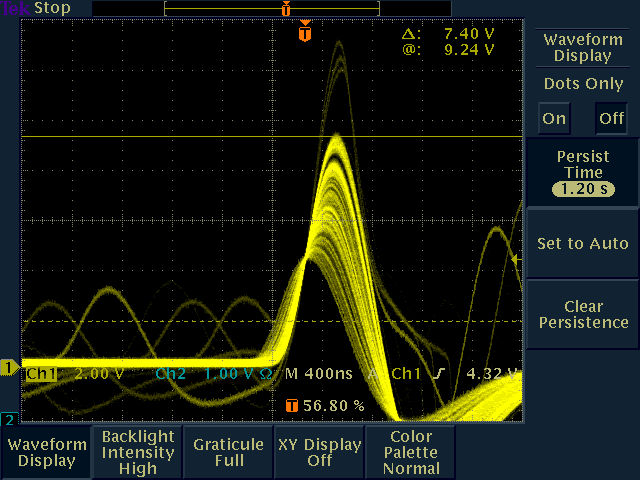 Tek Stop
T
T
Δ: 7.40 V
@: 9.24 V
Waveform
Display
Dots Only
On Off
Persist
Time
1.20 s
Set to Auto
Clear
Persistence
1
Ch1 2.00 V Ch2 1.00 V Ω M 400ns A Ch1 ƒ 4.32 V
2
T 56.80 %
Waveform
Display
Backlight
Intensity
High
Graticule
Full
XY Display
Off
Color
Palette
Normal